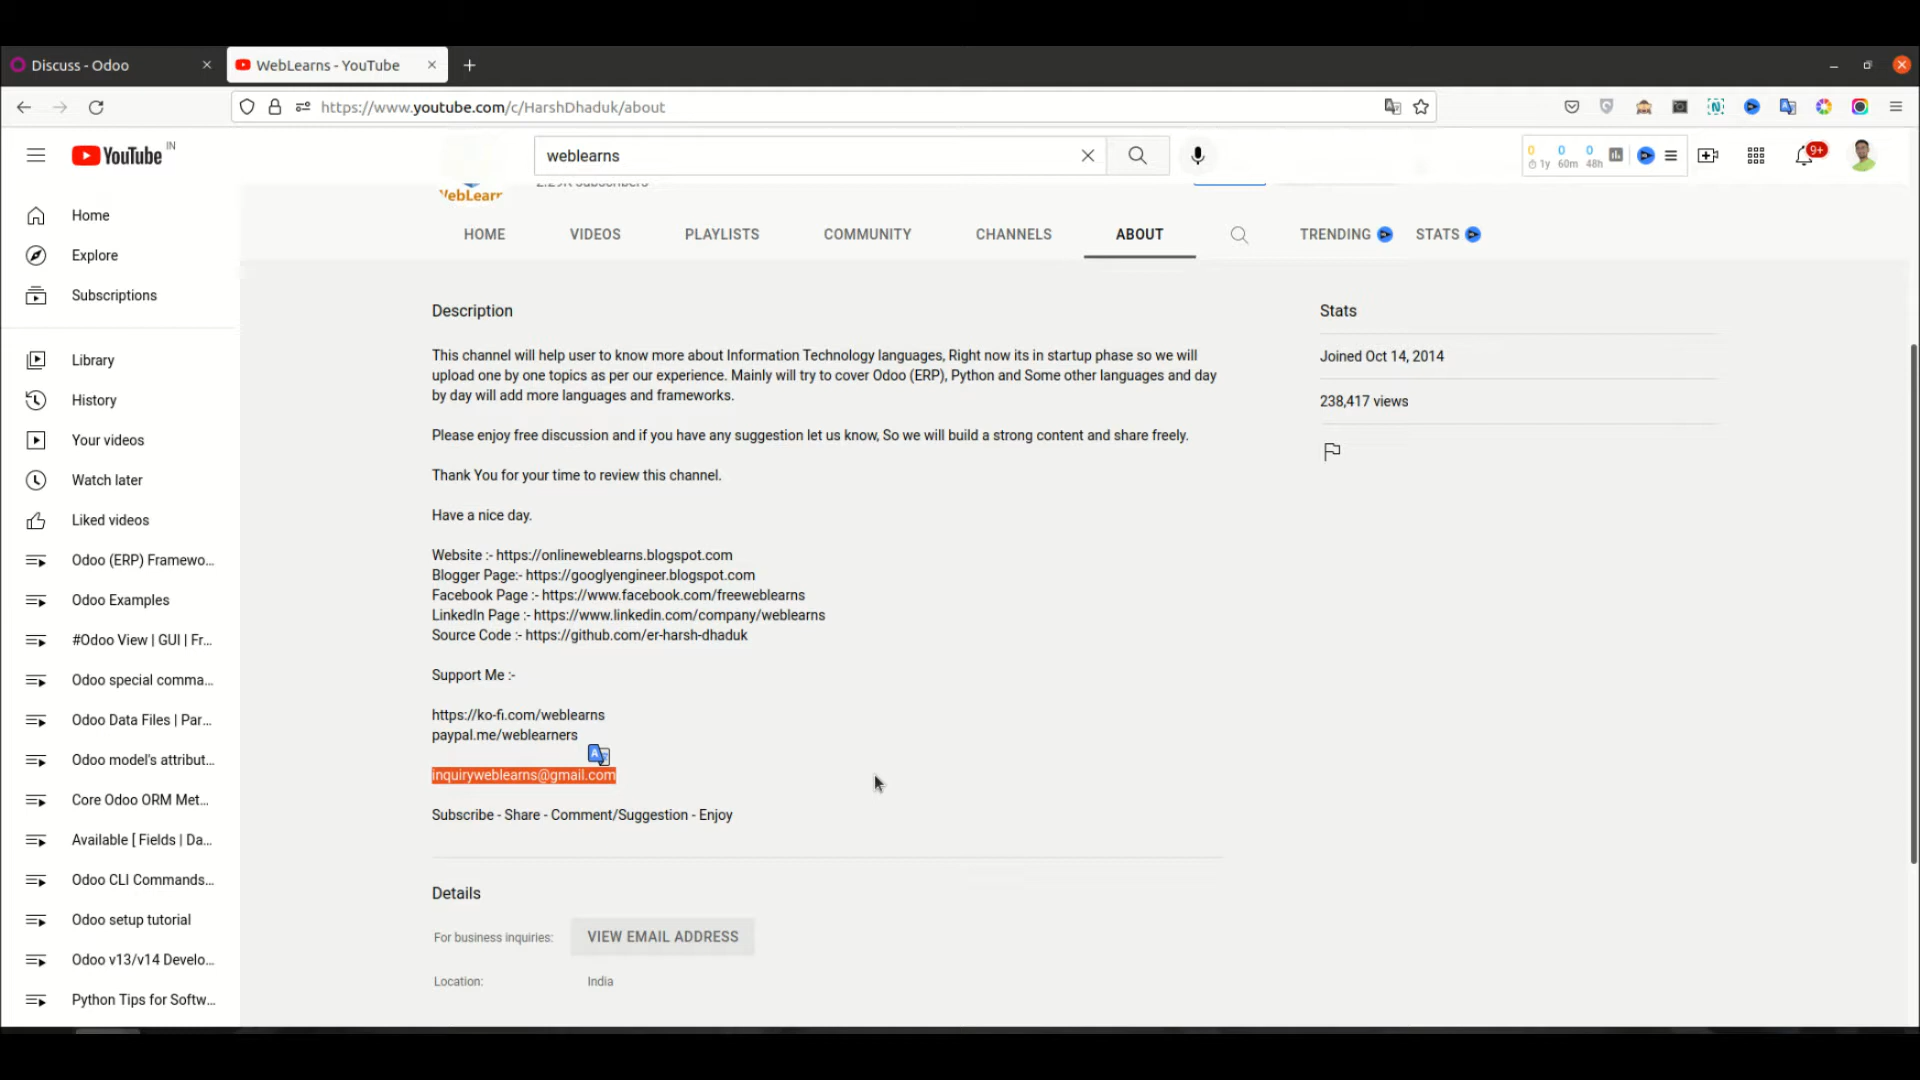 Discuss - Odoo
WebLearns - YouTube
https://www.youtube.com/c/HarshDhaduk/about
YouTube IN
weblearns
0 0 0
1y 60m 48h
9+
WebLearn
2.29K subscribers
HOME VIDEOS PLAYLISTS COMMUNITY CHANNELS ABOUT TRENDING STATS
Home
Explore
Subscriptions
Library
History
Your videos
Watch later
Liked videos
Odoo (ERP) Framewo...
Odoo Examples
#Odoo View | GUI | Fr...
Odoo special comma...
Odoo Data Files | Par...
Odoo model's attribut...
Core Odoo ORM Met...
Available [ Fields | Da...
Odoo CLI Commands...
Odoo setup tutorial
Odoo v13/v14 Develo...
Python Tips for Softw...
Description
This channel will help user to know more about Information Technology languages, Right now its in startup phase so we will
upload one by one topics as per our experience. Mainly will try to cover Odoo (ERP), Python and Some other languages and day
by day will add more languages and frameworks.
Please enjoy free discussion and if you have any suggestion let us know, So we will build a strong content and share freely.
Thank You for your time to review this channel.
Have a nice day.
Website :- https://onlineweblearns.blogspot.com
Blogger Page:- https://googlyengineer.blogspot.com
Facebook Page :- https://www.facebook.com/freeweblearns
LinkedIn Page :- https://www.linkedin.com/company/weblearns
Source Code :- https://github.com/er-harsh-dhaduk
Support Me :-
https://ko-fi.com/weblearns
paypal.me/weblearners
inquiryweblearns@gmail.com
Subscribe - Share - Comment/Suggestion - Enjoy
Details
For business inquiries: VIEW EMAIL ADDRESS
Location: India
Stats
Joined Oct 14, 2014
238,417 views